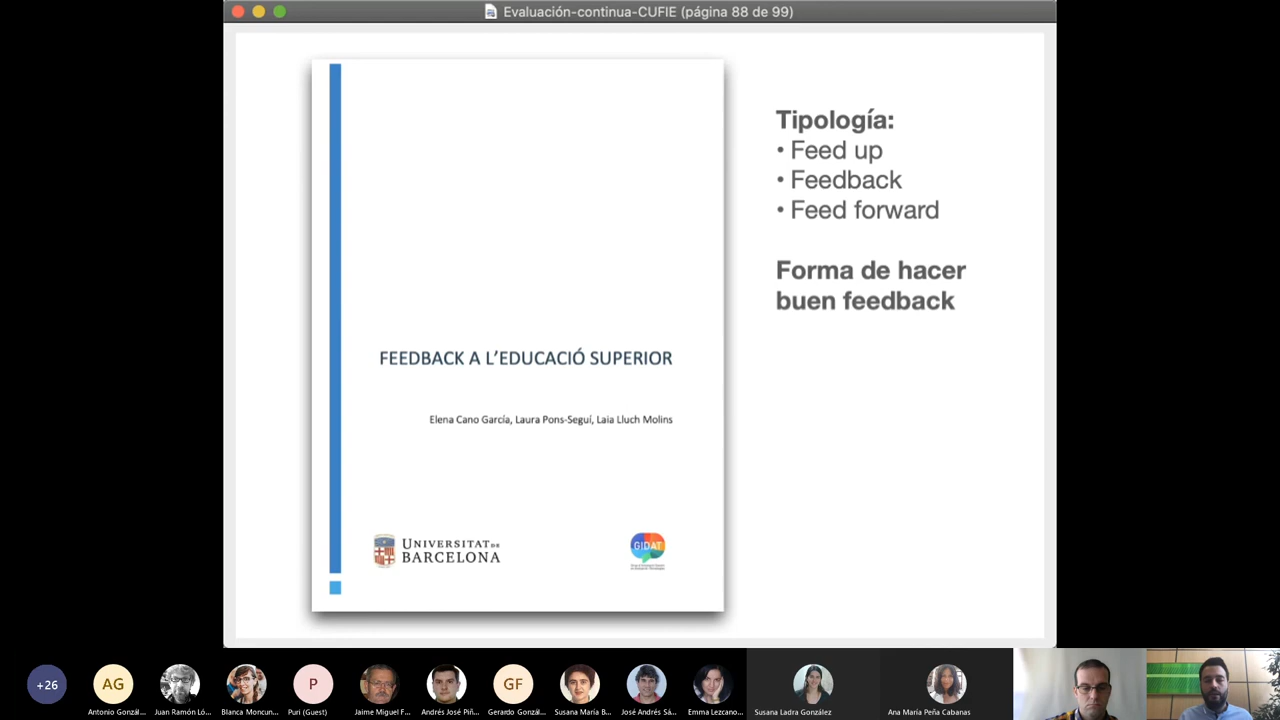 Evaluación-continua-CUFIE (página 88 de 99)
Tipología:
• Feed up
• Feedback
• Feed forward
Forma de hacer
buen feedback
FEEDBACK A L'EDUCACIÓ SUPERIOR
Elena Cano García, Laura Pons-Seguí, Laia Lluch Molins
UNIVERSITAT DE
BARCELONA
GIDAT
+26
AG
P
GF
Antonio Gonzál...
Juan Ramón Ló...
Blanca Moncun...
Puri (Guest)
Jaime Miguel F...
Andrés José Piñ...
Gerardo Gonzál...
Susana María B...
José Andrés Sá...
Emma Lezcano...
Susana Ladra González
Ana María Peña Cabanas